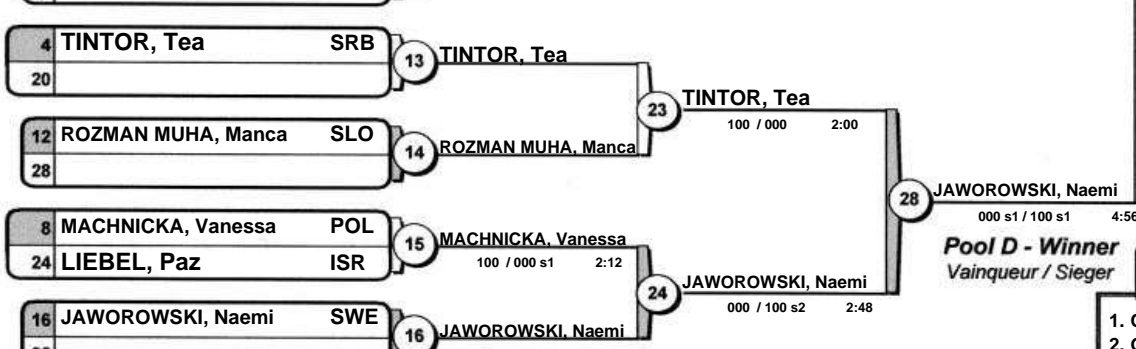 4 TINTOR, Tea SRB
20
13
TINTOR, Tea
12 ROZMAN MUHA, Manca SLO
28
14
ROZMAN MUHA, Manca
23
TINTOR, Tea
100 / 000 2:00
8 MACHNICKA, Vanessa POL
24 LIEBEL, Paz ISR
15
MACHNICKA, Vanessa
100 / 000 s1 2:12
16 JAWOROWSKI, Naemi SWE
16
JAWOROWSKI, Naemi
24
JAWOROWSKI, Naemi
000 / 100 s2 2:48
28
JAWOROWSKI, Naemi
000 s1 / 100 s1 4:56
Pool D - Winner
Vainqueur / Sieger
1.
2.